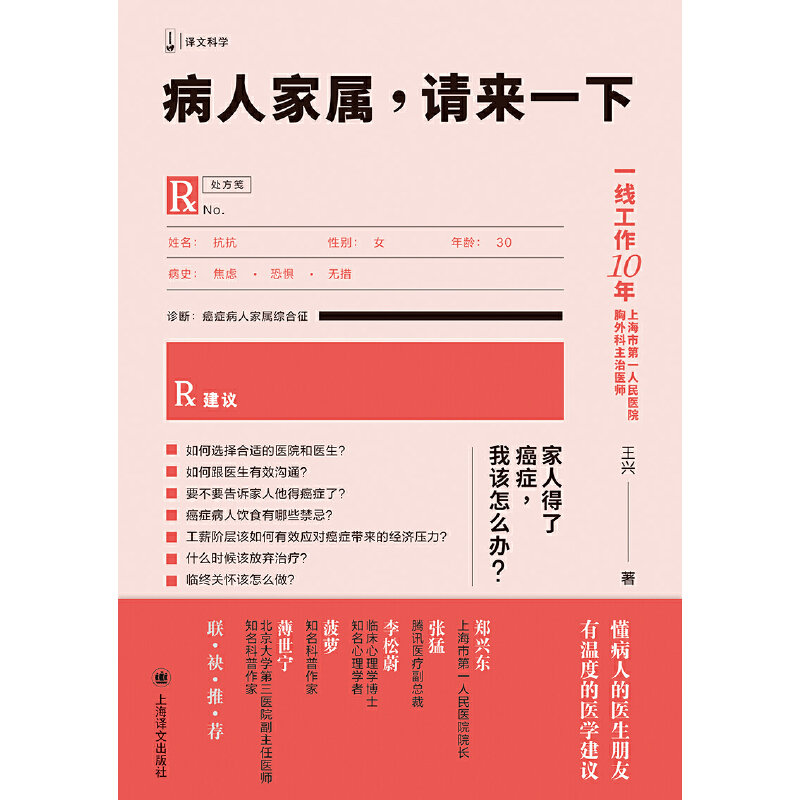 译文科学
病人家属，请来一下
Rx 处方笺
No.
姓名： 抗抗 性别： 女 年龄： 30
病史： 焦虑 · 恐惧 · 无措
诊断：癌症病人家属综合征
Rx 建议
如何选择合适的医院和医生？
如何跟医生有效沟通？
要不要告诉家人他得癌症了？
癌症病人饮食有哪些禁忌？
工薪阶层该如何有效应对癌症带来的经济压力？
什么时候该放弃治疗？
临终关怀该怎么做？
家人得了
癌症，
我该怎么办？
一线工作10年
上海市第一人民医院
胸外科主治医师
王兴——著
懂病人的医生朋友
有温度的医学建议
郑兴东
上海市第一人民医院院长
张猛
腾讯医疗副总裁
李松蔚
临床心理学博士
知名心理学者
菠萝
知名科普作家
薄世宁
北京大学第三医院副主任医师
知名科普作家
联·袂·推·荐
上海译文出版社